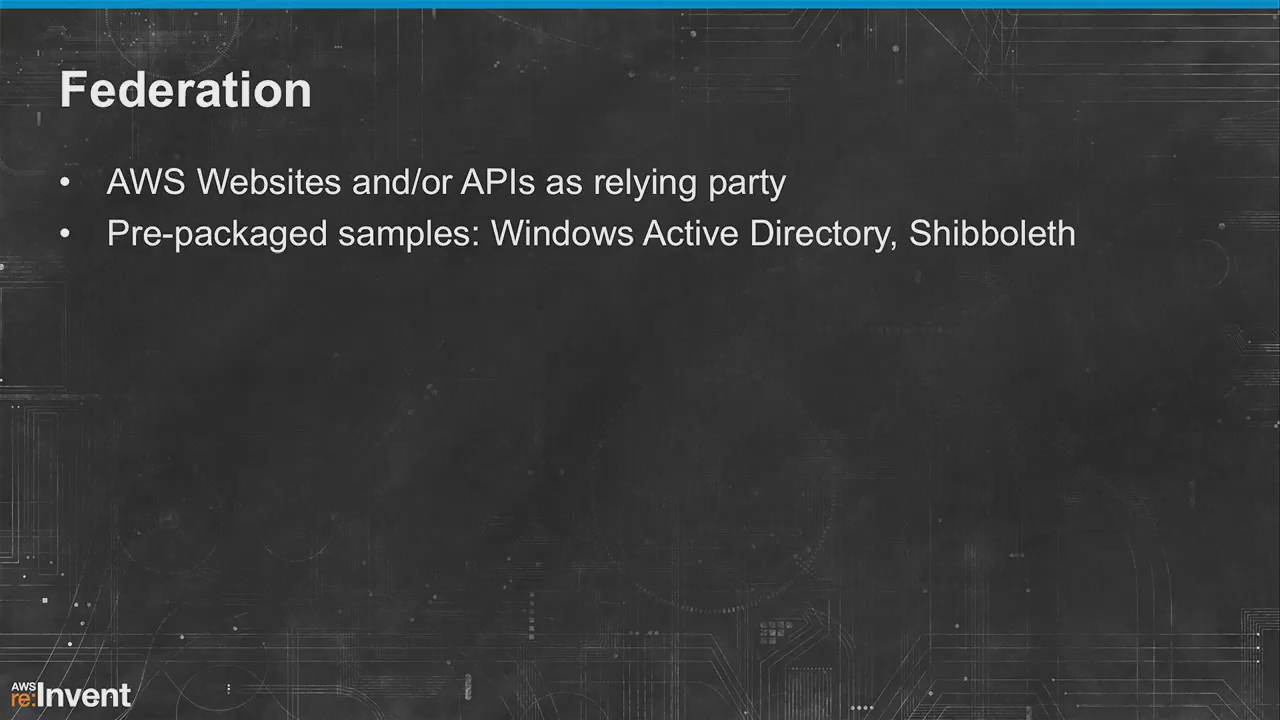 Federation
• AWS Websites and/or APIs as relying party
• Pre-packaged samples: Windows Active Directory, Shibboleth
AWS
re:Invent